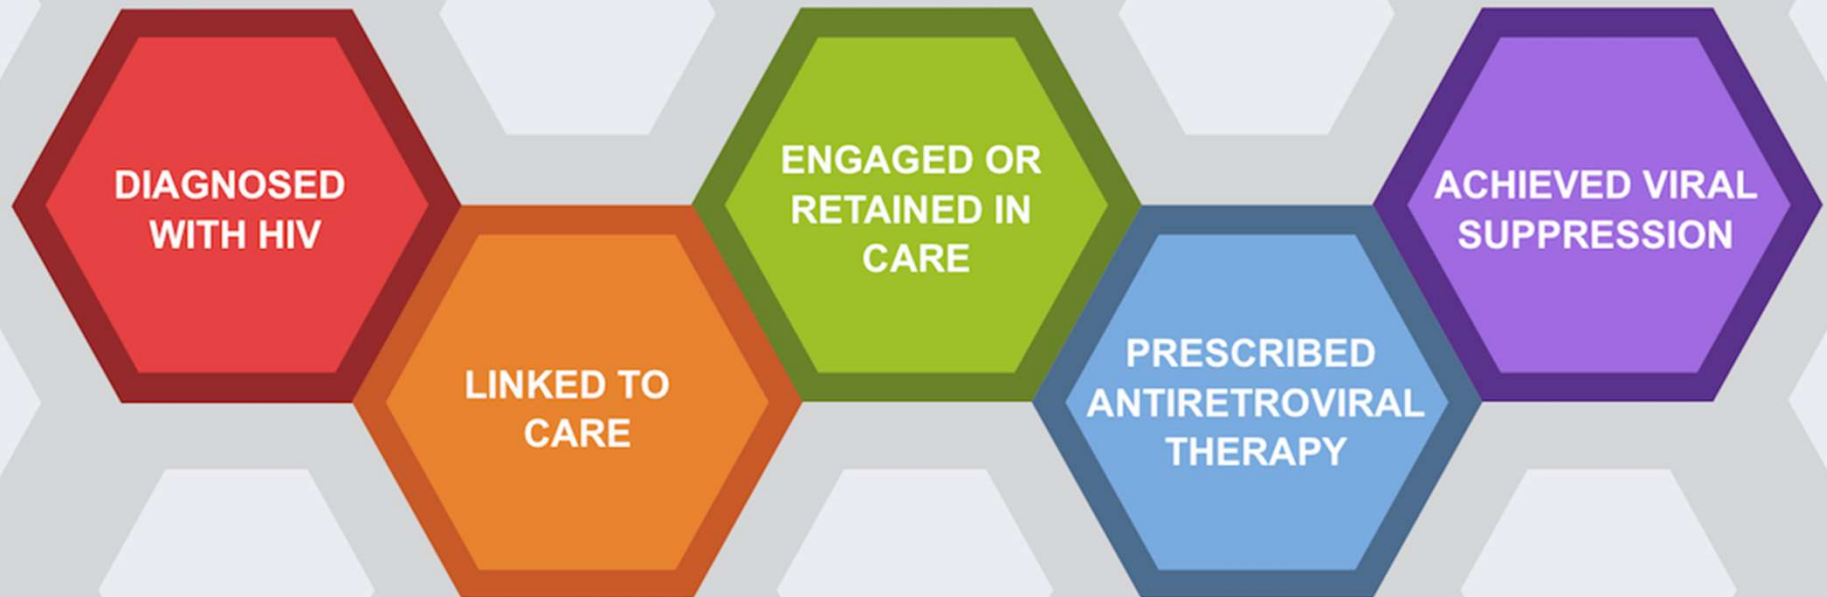 DIAGNOSED
WITH HIV
LINKED TO
CARE
ENGAGED OR
RETAINED IN
CARE
PRESCRIBED
ANTIRETROVIRAL
THERAPY
ACHIEVED VIRAL
SUPPRESSION